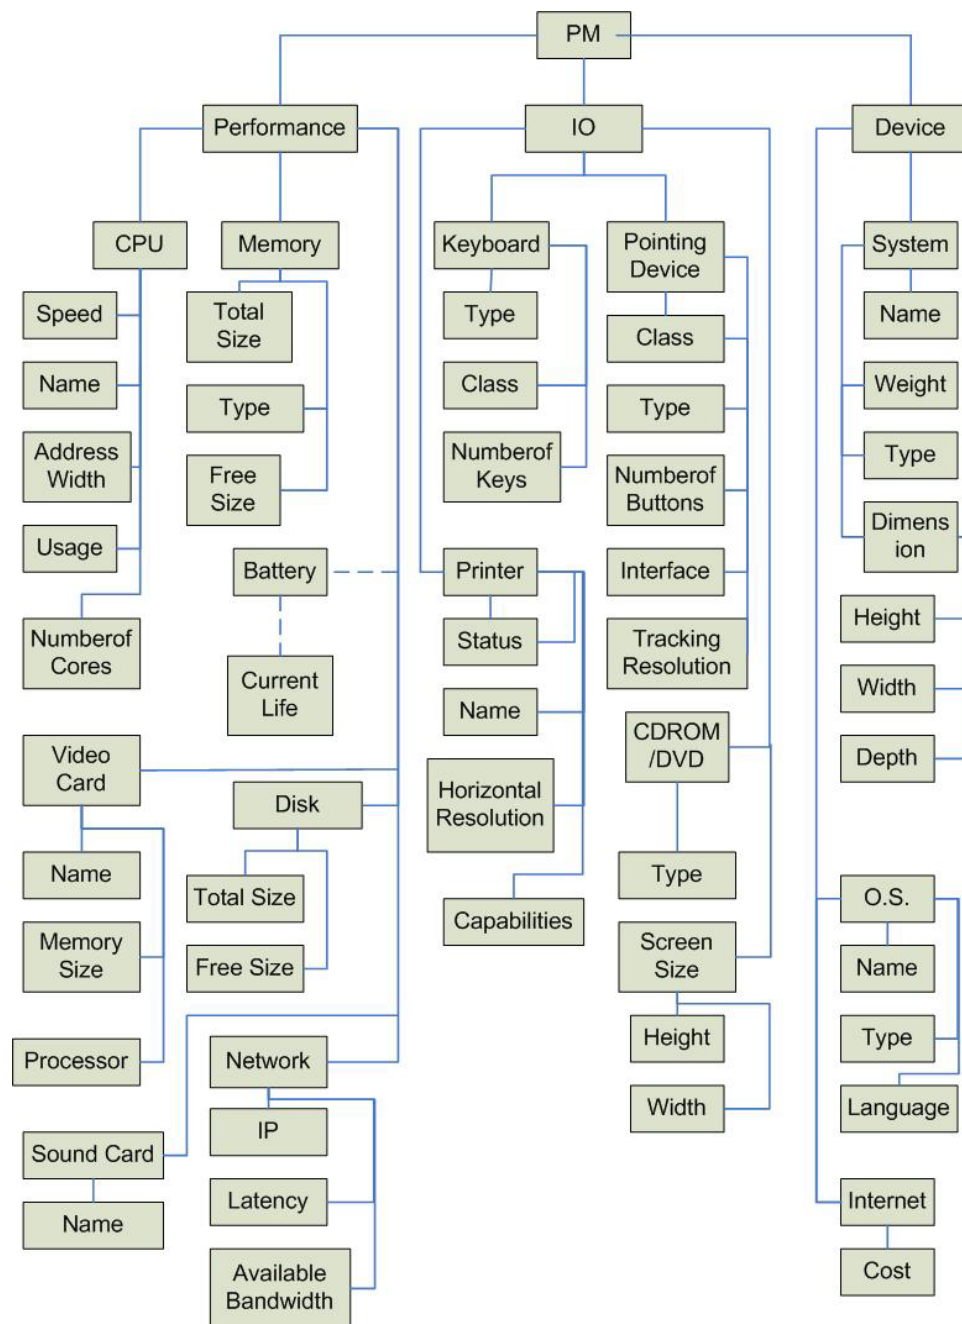 PM
Performance
IO
Device
CPU
Memory
Keyboard
Pointing
Device
System
Speed
Total
Size
Type
Class
Name
Name
Type
Class
Type
Weight
Address
Width
Free
Size
Numberof
Keys
Numberof
Buttons
Type
Usage
Battery
Printer
Interface
Dimens
ion
Numberof
Cores
Current
Life
Status
Tracking
Resolution
Height
Name
Width
Video
Card
Disk
Horizontal
Resolution
CDROM
/DVD
Depth
Name
Total Size
Capabilities
Type
O.S.
Memory
Size
Free Size
Screen
Size
Name
Processor
Network
Height
Type
IP
Width
Language
Sound Card
Latency
Internet
Name
Available
Bandwidth
Cost